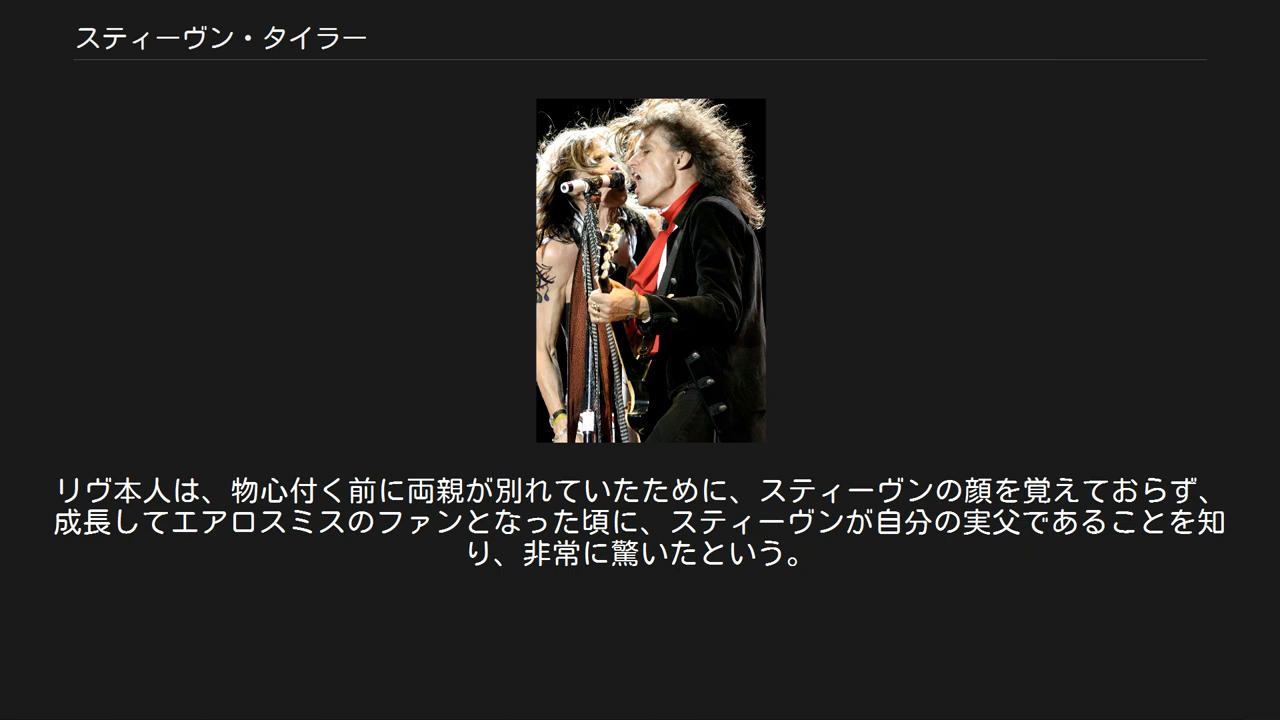 スティーヴン・タイラー
リヴ本人は、物心付く前に両親が別れていたために、スティーヴンの顔を覚えておらず、
成長してエアロスミスのファンとなった頃に、スティーヴンが自分の実父であることを知
り、非常に驚いたという。